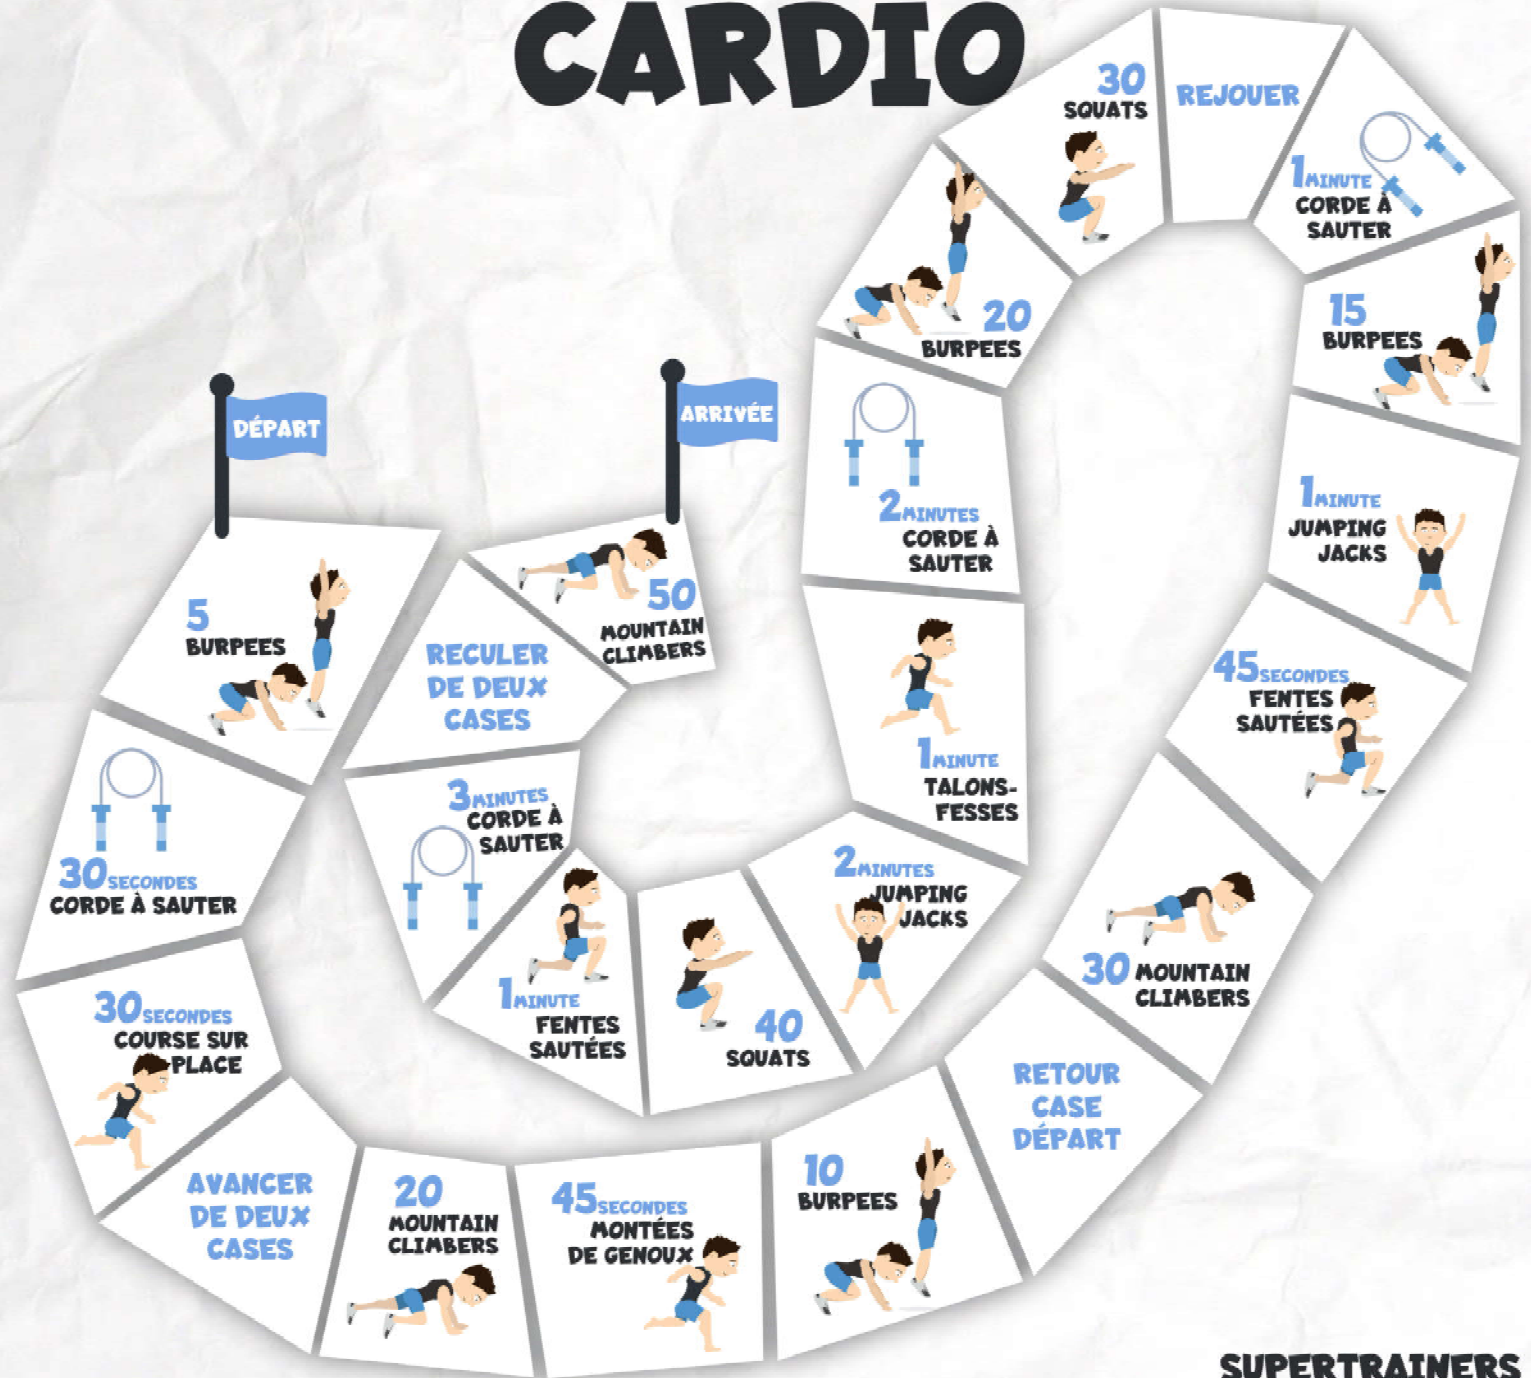 CARDIO
DÉPART
5
BURPEES
30 SECONDES
CORDE À SAUTER
30 SECONDES
COURSE SUR
PLACE
AVANCER
DE DEUX
CASES
20
MOUNTAIN
CLIMBERS
45 SECONDES
MONTÉES
DE GENOUX
10
BURPEES
RETOUR
CASE
DÉPART
30 MOUNTAIN
CLIMBERS
45 SECONDES
FENTES
SAUTÉES
1 MINUTE
JUMPING
JACKS
15
BURPEES
1 MINUTE
CORDE À
SAUTER
REJOUER
30
SQUATS
20
BURPEES
2 MINUTES
CORDE À
SAUTER
1 MINUTE
TALONS-
FESSES
2 MINUTES
JUMPING
JACKS
40
SQUATS
1 MINUTE
FENTES
SAUTÉES
3 MINUTES
CORDE À
SAUTER
RECULER
DE DEUX
CASES
50
MOUNTAIN
CLIMBERS
ARRIVÉE
SUPERTRAINERS